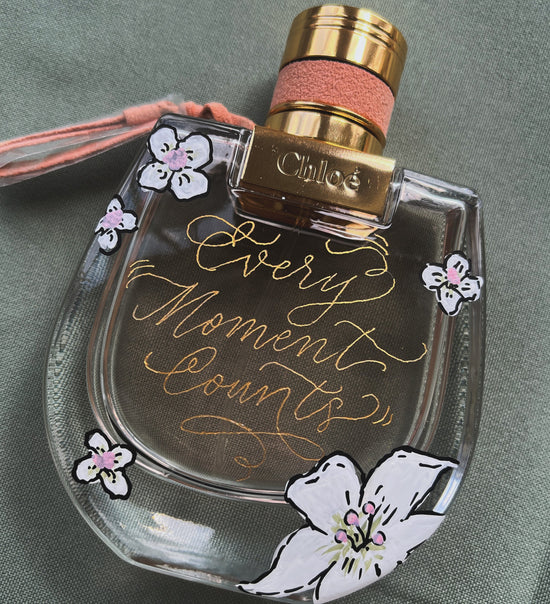 Chloé
"Every
Moment
Counts"